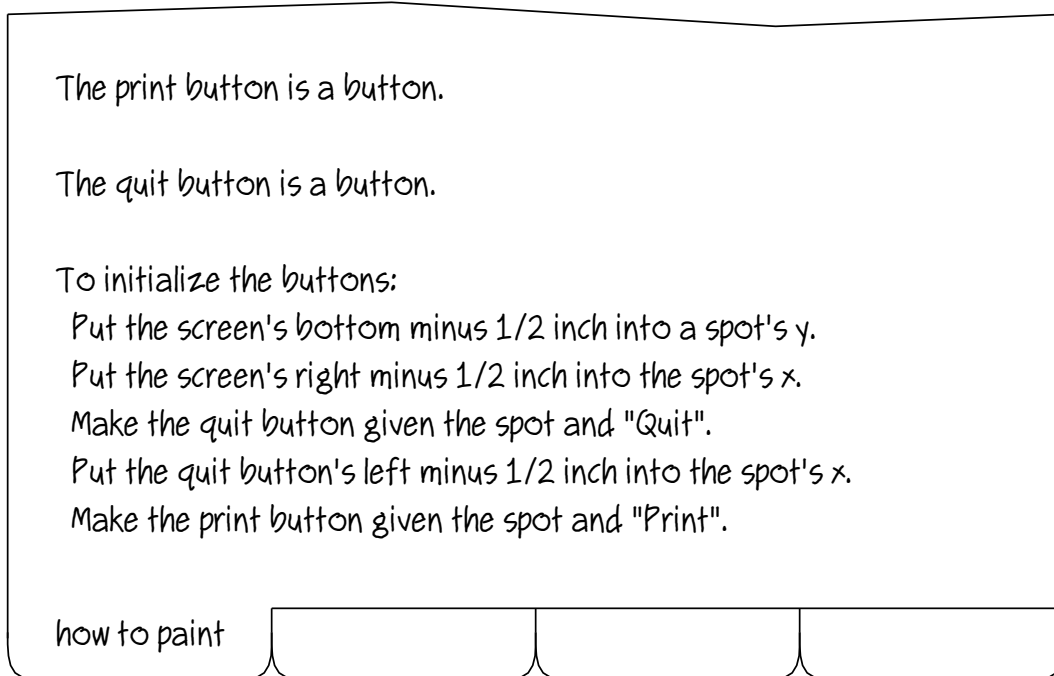 The print button is a button.
The quit button is a button.
To initialize the buttons:
Put the screen's bottom minus 1/2 inch into a spot's y.
Put the screen's right minus 1/2 inch into the spot's x.
Make the quit button given the spot and "Quit".
Put the quit button's left minus 1/2 inch into the spot's x.
Make the print button given the spot and "Print".
how to paint